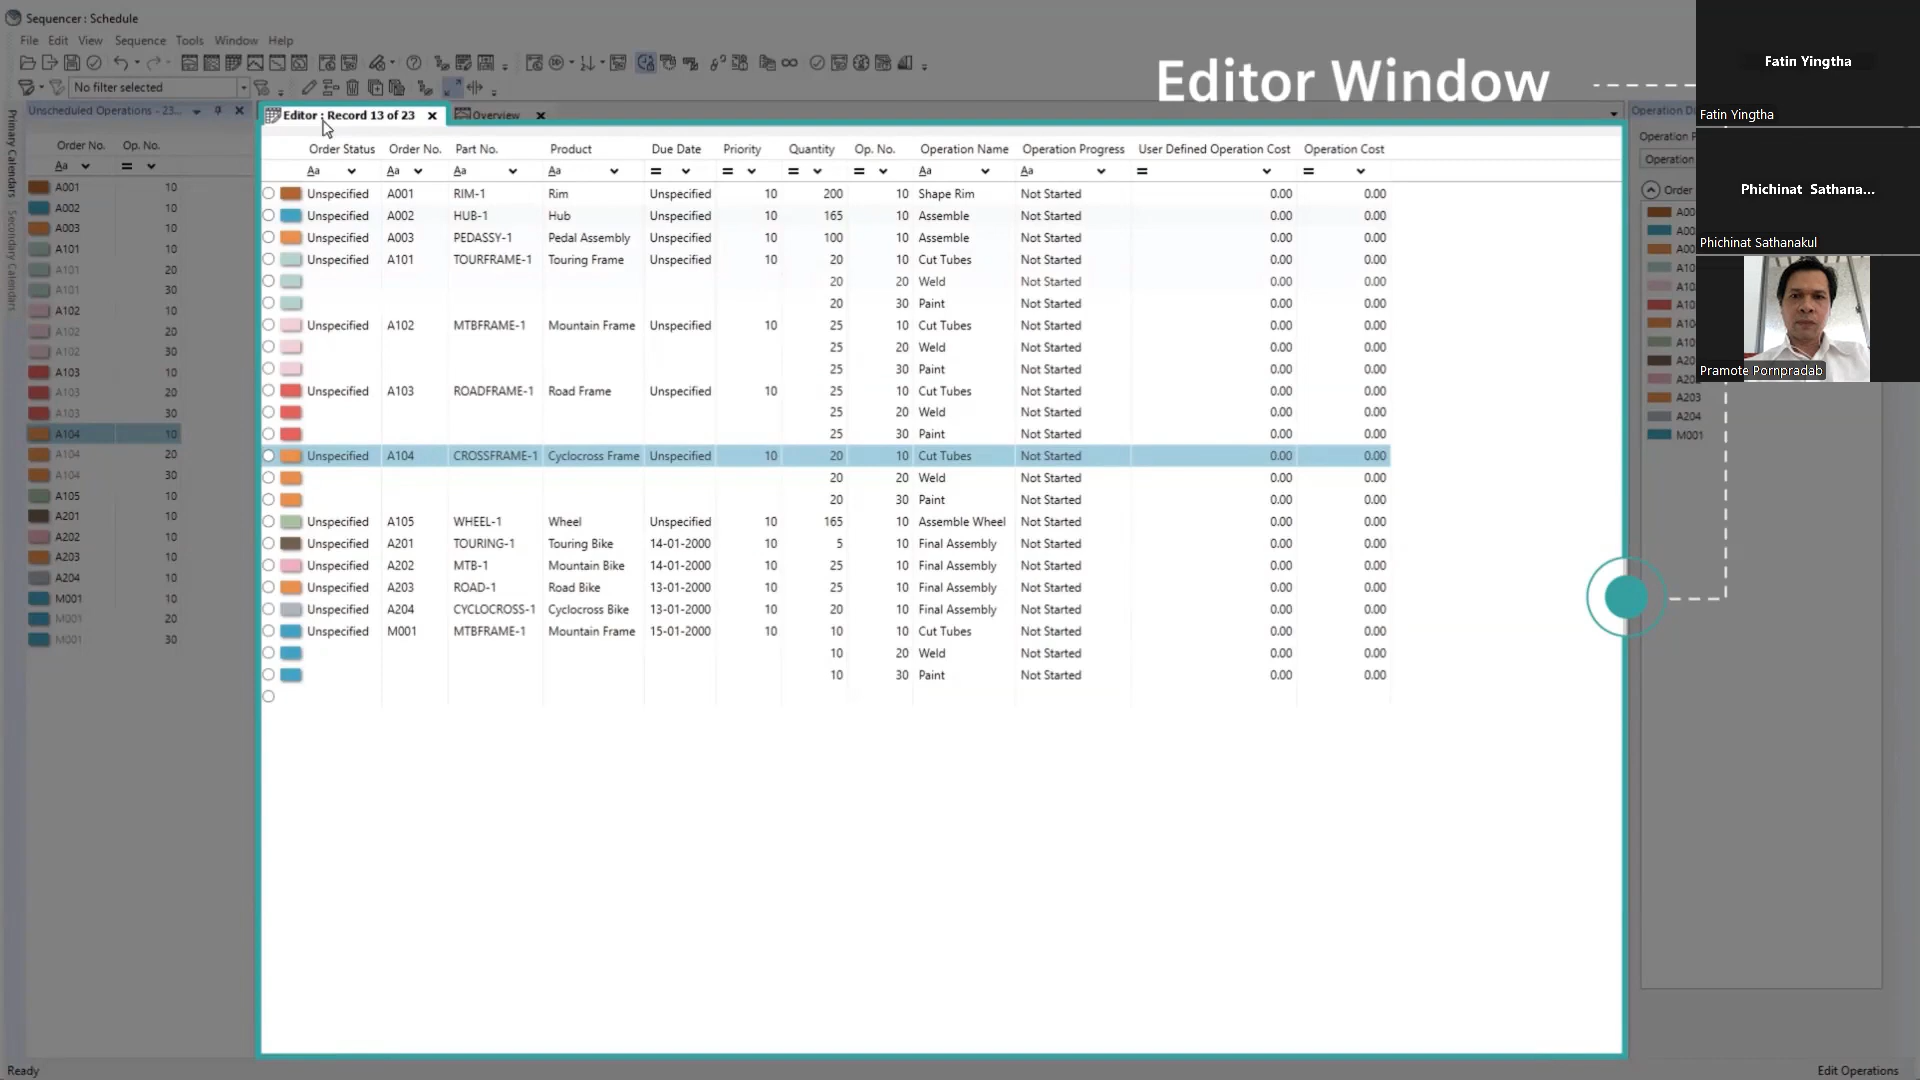 Sequencer : Schedule
File Edit View Sequence Tools Window Help
No filter selected
Editor Window
Fatin Yingtha
Fatin Yingtha
Phichinat Sathana...
Phichinat Sathanakul
Pramote Pornpradab
Primary Calendars
Secondary Calendars
Unscheduled Operations - 23...
Order No. Op. No.
Aa =
A001 10
A002 10
A003 10
A101 10
A101 20
A101 30
A102 10
A102 20
A102 30
A103 10
A103 20
A103 30
A104 10
A104 20
A104 30
A105 10
A201 10
A202 10
A203 10
A204 10
M001 10
M001 20
M001 30
Editor : Record 13 of 23 Overview
Order Status Order No. Part No. Product Due Date Priority Quantity Op. No. Operation Name Operation Progress User Defined Operation Cost Operation Cost
Aa Aa Aa Aa = = = = Aa Aa = =
Unspecified A001 RIM-1 Rim Unspecified 10 200 10 Shape Rim Not Started 0.00 0.00
Unspecified A002 HUB-1 Hub Unspecified 10 165 10 Assemble Not Started 0.00 0.00
Unspecified A003 PEDASSY-1 Pedal Assembly Unspecified 10 100 10 Assemble Not Started 0.00 0.00
Unspecified A101 TOURFRAME-1 Touring Frame Unspecified 10 20 10 Cut Tubes Not Started 0.00 0.00
20 20 Weld Not Started 0.00 0.00
20 30 Paint Not Started 0.00 0.00
Unspecified A102 MTBFRAME-1 Mountain Frame Unspecified 10 25 10 Cut Tubes Not Started 0.00 0.00
25 20 Weld Not Started 0.00 0.00
25 30 Paint Not Started 0.00 0.00
Unspecified A103 ROADFRAME-1 Road Frame Unspecified 10 25 10 Cut Tubes Not Started 0.00 0.00
25 20 Weld Not Started 0.00 0.00
25 30 Paint Not Started 0.00 0.00
Unspecified A104 CROSSFRAME-1 Cyclocross Frame Unspecified 10 20 10 Cut Tubes Not Started 0.00 0.00
20 20 Weld Not Started 0.00 0.00
20 30 Paint Not Started 0.00 0.00
Unspecified A105 WHEEL-1 Wheel Unspecified 10 165 10 Assemble Wheel Not Started 0.00 0.00
Unspecified A201 TOURING-1 Touring Bike 14-01-2000 10 5 10 Final Assembly Not Started 0.00 0.00
Unspecified A202 MTB-1 Mountain Bike 14-01-2000 10 25 10 Final Assembly Not Started 0.00 0.00
Unspecified A203 ROAD-1 Road Bike 13-01-2000 10 25 10 Final Assembly Not Started 0.00 0.00
Unspecified A204 CYCLOCROSS-1 Cyclocross Bike 13-01-2000 10 20 10 Final Assembly Not Started 0.00 0.00
Unspecified M001 MTBFRAME-1 Mountain Frame 15-01-2000 10 10 10 Cut Tubes Not Started 0.00 0.00
10 20 Weld Not Started 0.00 0.00
10 30 Paint Not Started 0.00 0.00
Operation
Operation
Order
A203
A204
M001
Ready Edit Operations